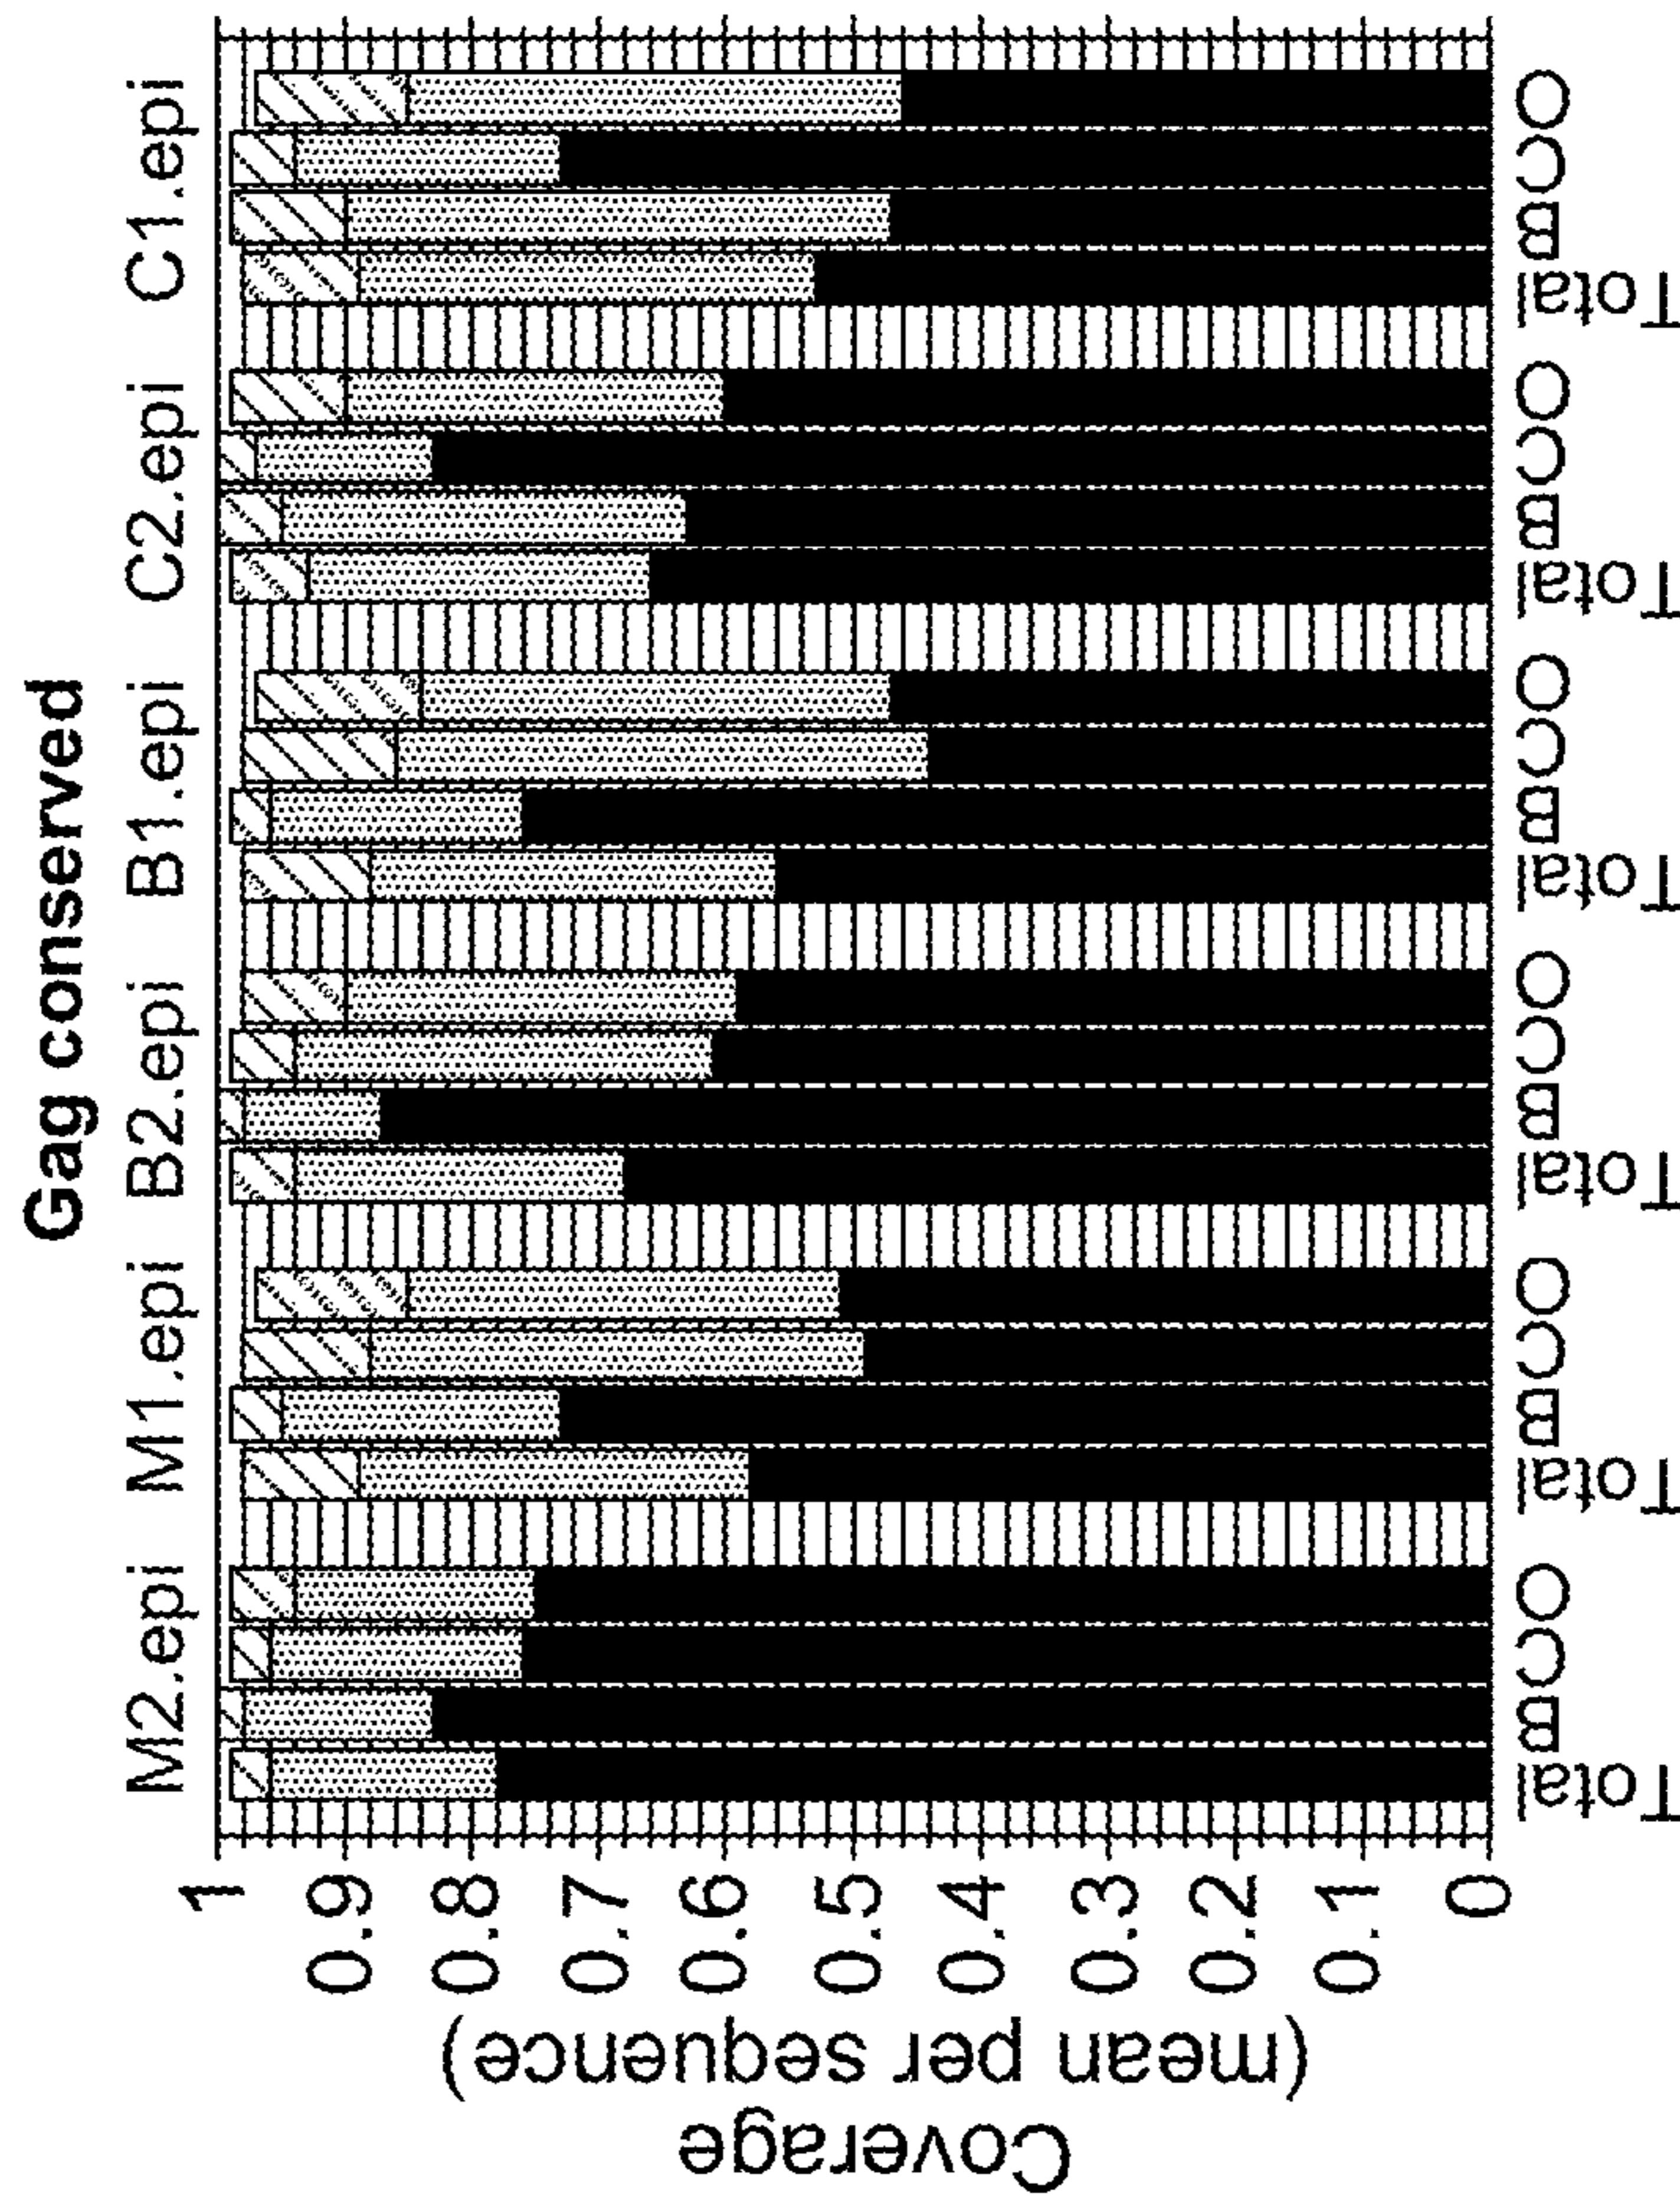 Gag conserved
M2.epi M1.epi B2.epi B1.epi C2.epi C1.epi
Coverage
(mean per sequence)
1
0.9
0.8
0.7
0.6
0.5
0.4
0.3
0.2
0.1
0
Total B C O Total B C O Total B C O Total B C O Total B C O Total B C O